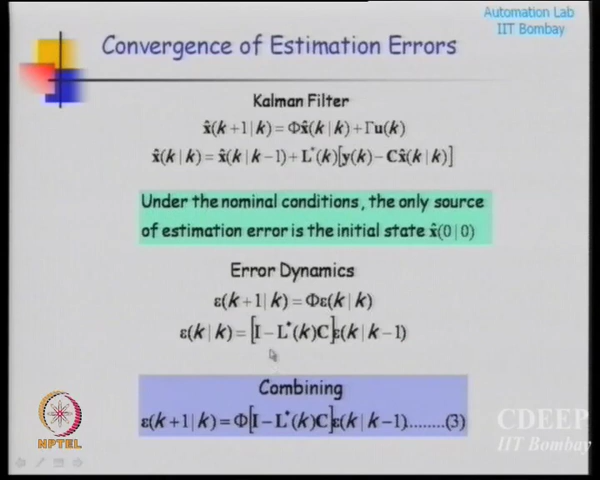 Automation Lab
IIT Bombay
Convergence of Estimation Errors
Kalman Filter
x̂(k+1|k) = Φx̂(k|k) + Γu(k)
x̂(k|k) = x̂(k|k−1) + L*(k)[y(k) − Cx̂(k|k)]
Under the nominal conditions, the only source
of estimation error is the initial state x̂(0|0)
Error Dynamics
ε(k+1|k) = Φε(k|k)
ε(k|k) = [I − L*(k)C]ε(k|k−1)
Combining
ε(k+1|k) = Φ[I − L*(k)C]ε(k|k−1)........(3)
NPTEL
CDEEP
IIT Bombay